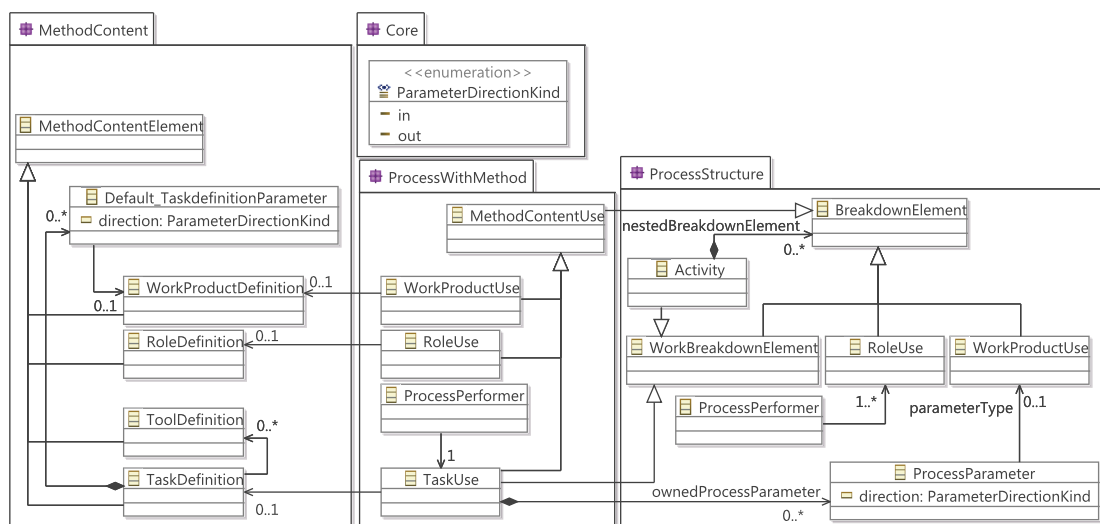 MethodContent
MethodContentElement
Default_TaskdefinitionParameter
direction: ParameterDirectionKind
0..*
WorkProductDefinition
0..1
0..1
RoleDefinition
0..1
ToolDefinition
0..*
TaskDefinition
0..1
Core
<<enumeration>>
ParameterDirectionKind
in
out
ProcessWithMethod
MethodContentUse
WorkProductUse
RoleUse
ProcessPerformer
1
TaskUse
ProcessStructure
BreakdownElement
nestedBreakdownElement
0..*
Activity
WorkBreakdownElement
RoleUse
WorkProductUse
ProcessPerformer
1..*
parameterType
0..1
ProcessParameter
direction: ParameterDirectionKind
ownedProcessParameter
0..*